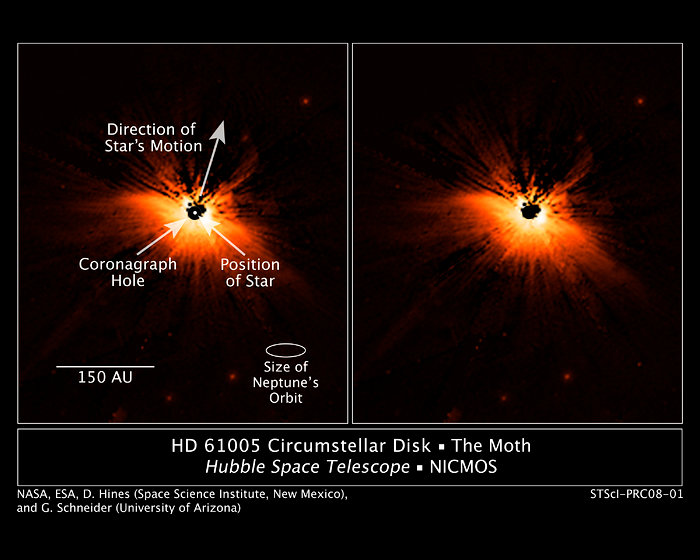 Direction of
Star's Motion
Coronagraph
Hole
Position
of Star
150 AU
Size of
Neptune's
Orbit
HD 61005 Circumstellar Disk ▪ The Moth
Hubble Space Telescope ▪ NICMOS
NASA, ESA, D. Hines (Space Science Institute, New Mexico),
and G. Schneider (University of Arizona)
STScI-PRC08-01